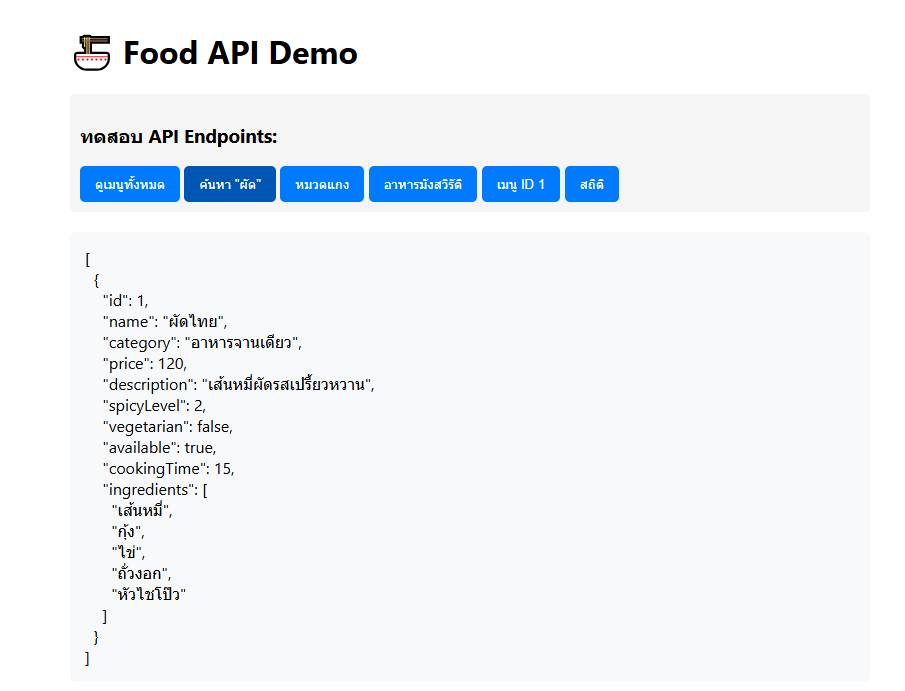 Food API Demo
ทดสอบ API Endpoints:
ดูเมนูทั้งหมด ค้นหา "ผัด" หมวดแกง อาหารมังสวิรัติ เมนู ID 1 สถิติ
[
{
"id": 1,
"name": "ผัดไทย",
"category": "อาหารจานเดียว",
"price": 120,
"description": "เส้นหมี่ผัดรสเปรี้ยวหวาน",
"spicyLevel": 2,
"vegetarian": false,
"available": true,
"cookingTime": 15,
"ingredients": [
"เส้นหมี่",
"กุ้ง",
"ไข่",
"ถั่วงอก",
"หัวไชโป๊ว"
]
}
]